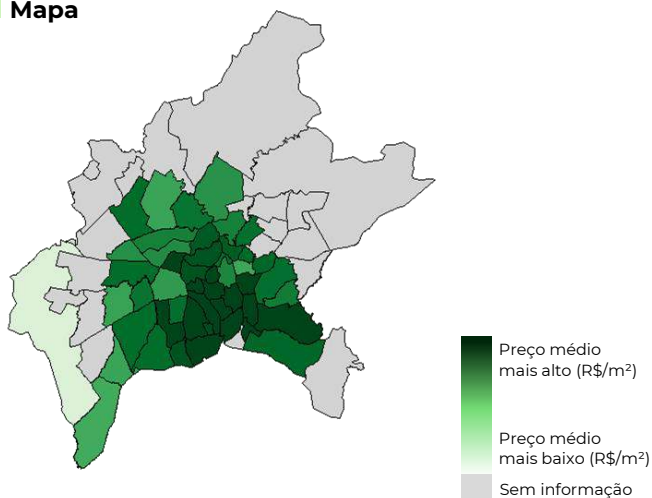 Mapa
Preço médio
mais alto (R$/m²)
Preço médio
mais baixo (R$/m²)
Sem informação